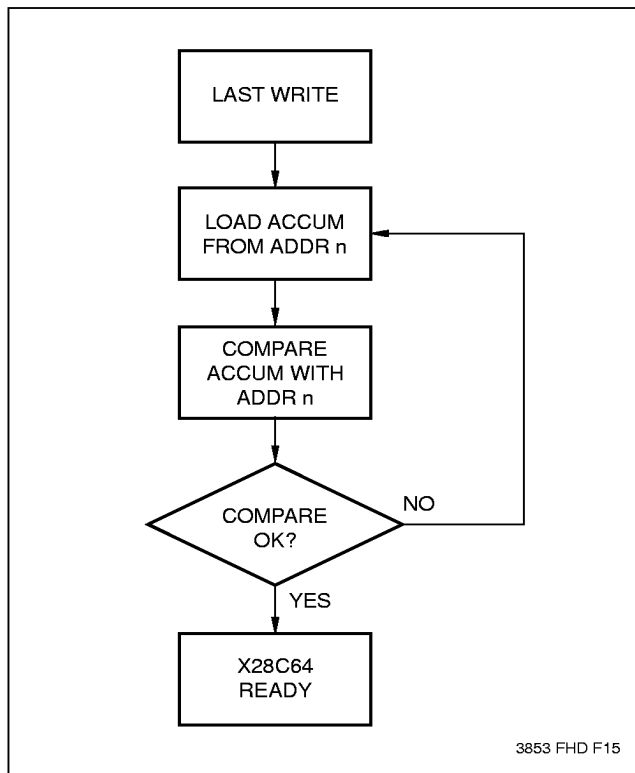 LAST WRITE
LOAD ACCUM
FROM ADDR n
COMPARE
ACCUM WITH
ADDR n
COMPARE
OK?
NO
YES
X28C64
READY
3853 FHD F15